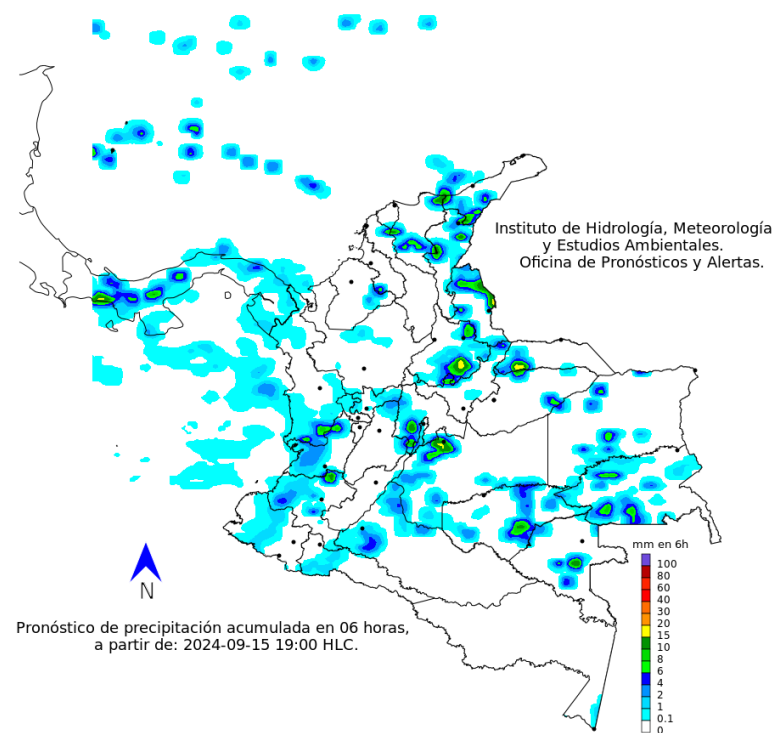 Instituto de Hidrología, Meteorología
y Estudios Ambientales.
Oficina de Pronósticos y Alertas.
mm en 6h
100
80
60
40
30
20
15
10
8
6
4
2
1
0.1
0
N
Pronóstico de precipitación acumulada en 06 horas,
a partir de: 2024-09-15 19:00 HLC.